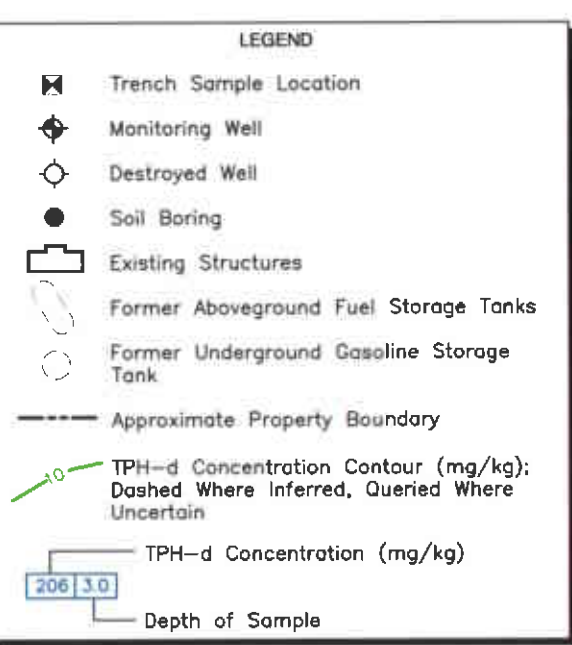 LEGEND
Trench Sample Location
Monitoring Well
Destroyed Well
Soil Boring
Existing Structures
Former Aboveground Fuel Storage Tanks
Former Underground Gasoline Storage
Tank
Approximate Property Boundary
10
TPH-d Concentration Contour (mg/kg);
Dashed Where Inferred, Queried Where
Uncertain
TPH-d Concentration (mg/kg)
206 3.0
Depth of Sample